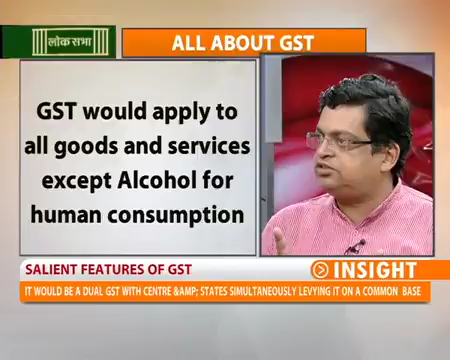 लोक सभा
ALL ABOUT GST
GST would apply to
all goods and services
except Alcohol for
human consumption
SALIENT FEATURES OF GST
INSIGHT
IT WOULD BE A DUAL GST WITH CENTRE &AMP; STATES SIMULTANEOUSLY LEVYING IT ON A COMMON BASE